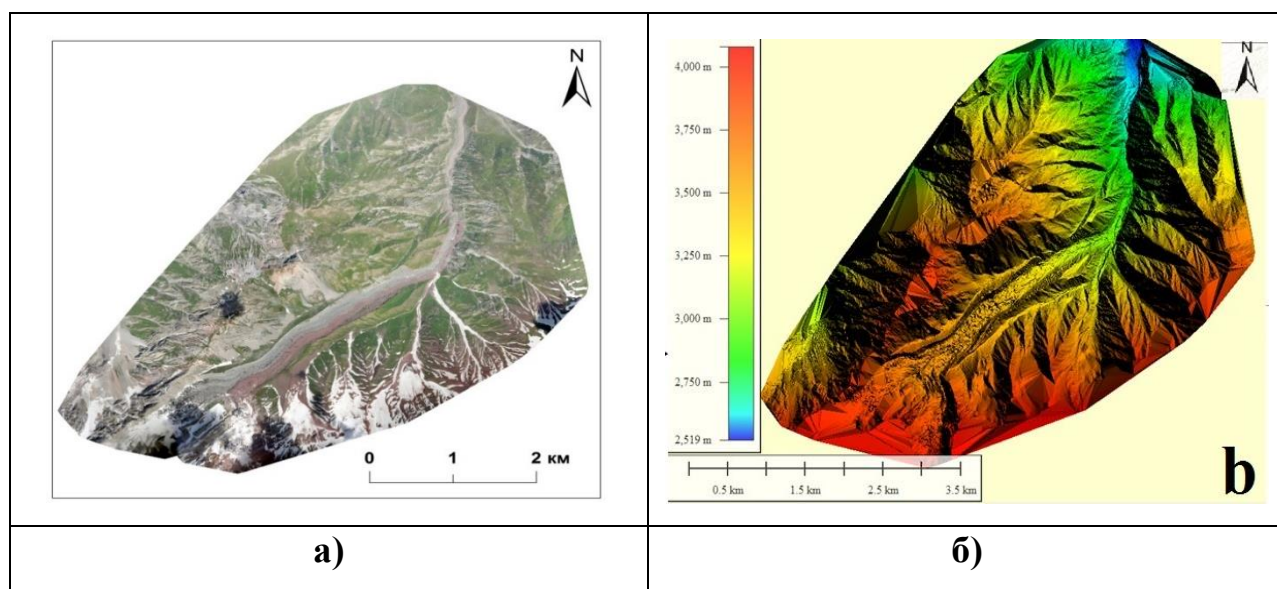 N
0 1 2 км
N
4,000 m
3,750 m
3,500 m
3,250 m
3,000 m
2,750 m
2,519 m
0.5 km 1.5 km 2.5 km 3.5 km
b
а) б)